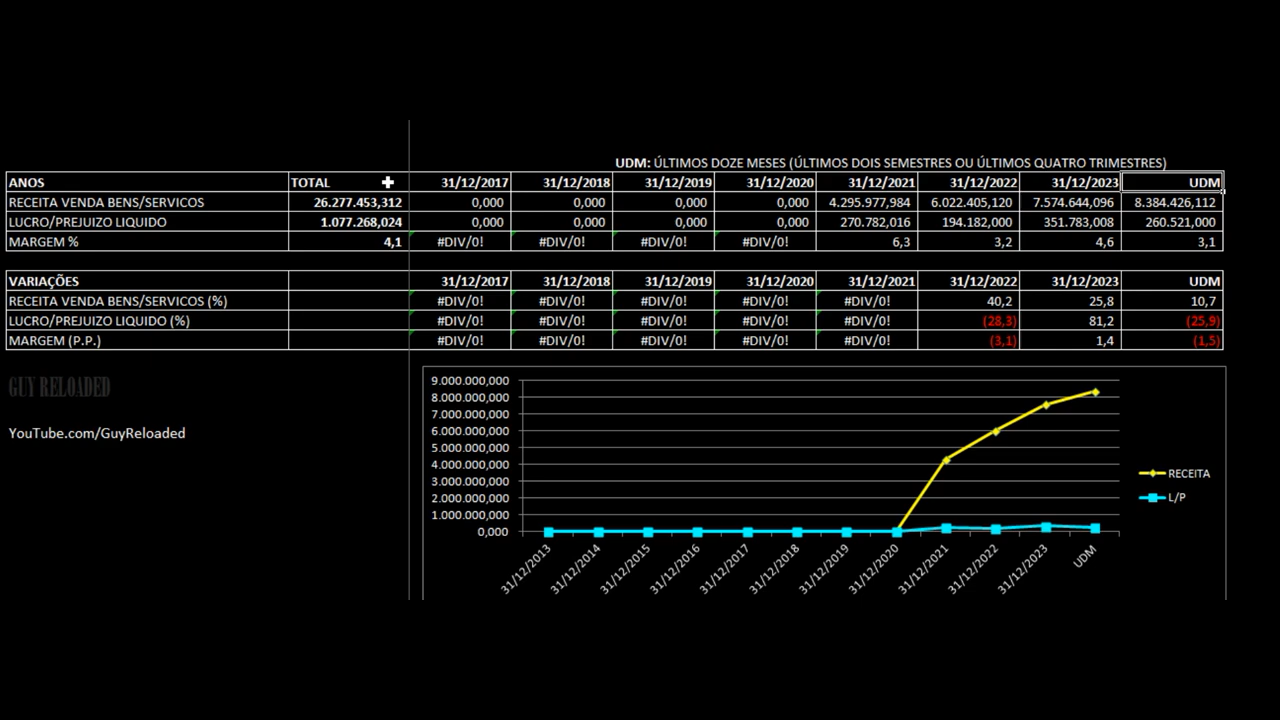 UDM: ÚLTIMOS DOZE MESES (ÚLTIMOS DOIS SEMESTRES OU ÚLTIMOS QUATRO TRIMESTRES)
ANOS TOTAL 31/12/2017 31/12/2018 31/12/2019 31/12/2020 31/12/2021 31/12/2022 31/12/2023 UDM
RECEITA VENDA BENS/SERVICOS 26.277.453,312 0,000 0,000 0,000 0,000 4.295.977,984 6.022.405,120 7.574.644,096 8.384.426,112
LUCRO/PREJUIZO LIQUIDO 1.077.268,024 0,000 0,000 0,000 0,000 270.782,016 194.182,000 351.783,008 260.521,000
MARGEM % 4,1 #DIV/0! #DIV/0! #DIV/0! #DIV/0! 6,3 3,2 4,6 3,1
VARIAÇÕES 31/12/2017 31/12/2018 31/12/2019 31/12/2020 31/12/2021 31/12/2022 31/12/2023 UDM
RECEITA VENDA BENS/SERVICOS (%) #DIV/0! #DIV/0! #DIV/0! #DIV/0! #DIV/0! 40,2 25,8 10,7
LUCRO/PREJUIZO LIQUIDO (%) #DIV/0! #DIV/0! #DIV/0! #DIV/0! #DIV/0! (28,3) 81,2 (25,9)
MARGEM (P.P.) #DIV/0! #DIV/0! #DIV/0! #DIV/0! #DIV/0! (3,1) 1,4 (1,5)
GUY RELOADED
YouTube.com/GuyReloaded
9.000.000,000
8.000.000,000
7.000.000,000
6.000.000,000
5.000.000,000
4.000.000,000
3.000.000,000
2.000.000,000
1.000.000,000
0,000
31/12/2013 31/12/2014 31/12/2015 31/12/2016 31/12/2017 31/12/2018 31/12/2019 31/12/2020 31/12/2021 31/12/2022 31/12/2023 UDM
RECEITA
L/P